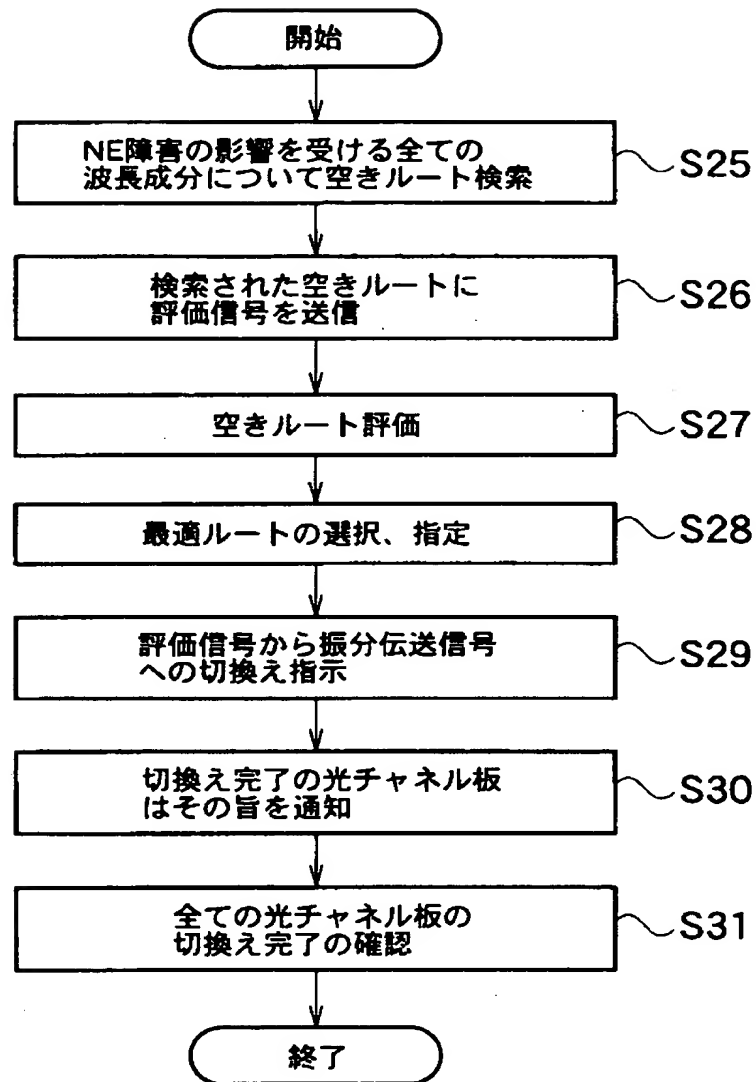 開始
NE障害の影響を受ける全ての
波長成分について空きルート検索
S25
検索された空きルートに
評価信号を送信
S26
空きルート評価
S27
最適ルートの選択、指定
S28
評価信号から振分伝送信号
への切換え指示
S29
切換え完了の光チャネル板
はその旨を通知
S30
全ての光チャネル板の
切換え完了の確認
S31
終了